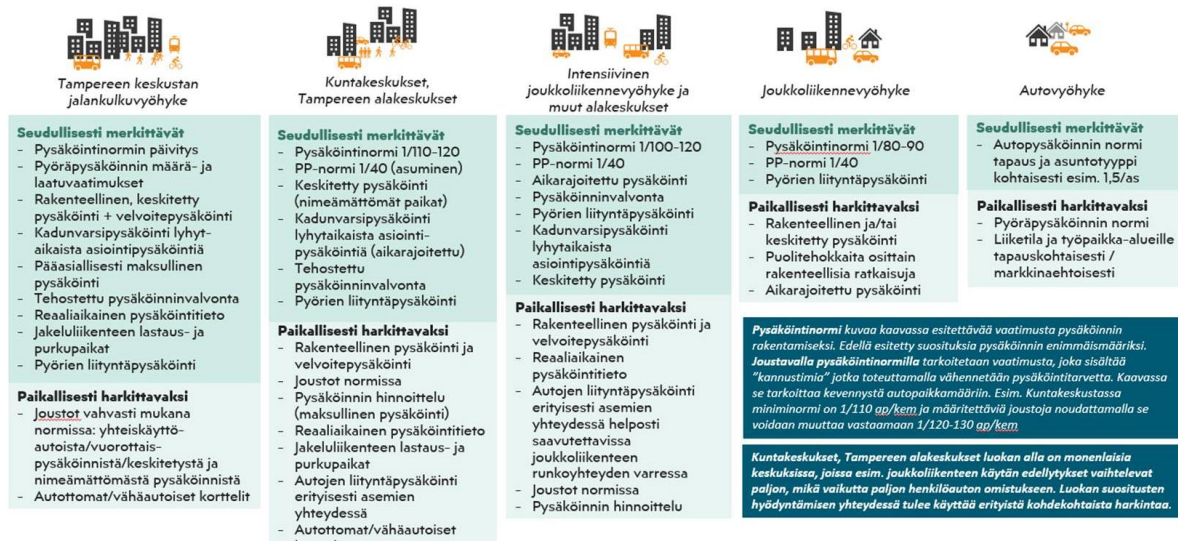 Tampereen keskustan
jalankulkuvyöhyke
Seudullisesti merkittävät
- Pysäköintinormin päivitys
- Pyöräpysäköinnin määrä- ja
laatuvaatimukset
- Rakenteellinen, keskitetty
pysäköinti + velvoitepysäköinti
- Kadunvarsipysäköinti lyhyt-
aikaista asiointipysäköintiä
- Pääasiallisesti maksullinen
pysäköinti
- Tehostettu pysäköinninvalvonta
- Reaaliaikainen pysäköintitieto
- Jakeluliikenteen lastaus- ja
purkupaikat
- Pyörien liityntäpysäköinti
Paikallisesti harkittavaksi
- Joustot vahvasti mukana
normissa: yhteiskäyttö-
autoista/vuorottais-
pysäköinnistä/keskitetystä ja
nimeämättömästä pysäköinnistä
- Autottomat/vähäautoiset korttelit
Kuntakeskukset,
Tampereen alakeskukset
Seudullisesti merkittävät
- Pysäköintinormi 1/110-120
- PP-normi 1/40 (asuminen)
- Keskitetty pysäköinti
(nimeämättömät paikat)
- Kadunvarsipysäköinti
lyhytaikaista asiointi-
pysäköintiä (aikarajoitettu)
- Tehostettu
pysäköinninvalvonta
- Pyörien liityntäpysäköinti
Paikallisesti harkittavaksi
- Rakenteellinen pysäköinti ja
velvoitepysäköinti
- Joustot normissa
- Pysäköinnin hinnoittelu
(maksullinen pysäköinti)
- Reaaliaikainen pysäköintitieto
- Jakeluliikenteen lastaus- ja
purkupaikat
- Autojen liityntäpysäköinti
erityisesti asemien
yhteydessä
- Autottomat/vähäautoiset
Intensiivinen
joukkoliikennevyöhyke ja
muut alakeskukset
Seudullisesti merkittävät
- Pysäköintinormi 1/100-120
- PP-normi 1/40
- Aikarajoitettu pysäköinti
- Pysäköinninvalvonta
- Pyörien liityntäpysäköinti
- Kadunvarsipysäköinti
lyhytaikaista
asiointipysäköintiä
- Keskitetty pysäköinti
Paikallisesti harkittavaksi
- Rakenteellinen pysäköinti ja
velvoitepysäköinti
- Reaaliaikainen
pysäköintitieto
- Autojen liityntäpysäköinti
erityisesti asemien
yhteydessä helposti
saavutettavissa
joukkoliikenteen
runkoyhteyden varressa
- Joustot normissa
- Pysäköinnin hinnoittelu
Joukkoliikennevyöhyke
Seudullisesti merkittävät
- Pysäköintinormi 1/80-90
- PP-normi 1/40
- Pyörien liityntäpysäköinti
Paikallisesti harkittavaksi
- Rakenteellinen ja/tai
keskitetty pysäköinti
- Puolitehokkaita osittain
rakenteellisia ratkaisuja
- Aikarajoitettu pysäköinti
Autovyöhyke
Seudullisesti merkittävät
- Autopysäköinnin normi
tapaus ja asuntotyyppi
kohtaisesti esim. 1,5/as
Paikallisesti harkittavaksi
- Pyöräpysäköinnin normi
- Liiketila ja työpaikka-alueille
tapauskohtaisesti /
markkinaehtoisesti
Pysäköintinormi kuvaa kaavassa esitettävää vaatimusta pysäköinnin
rakentamiseksi. Edellä esitetty suosituksia pysäköinnin enimmäismääriksi.
Joustavalla pysäköintinormilla tarkoitetaan vaatimusta, joka sisältää
"kannustimia" jotka toteuttamalla vähennetään pysäköintitarvetta. Kaavassa
se tarkoittaa kevennystä autopaikkamääriin. Esim. Kuntakeskustassa
miniminormi on 1/110 ap/kem ja määritettäviä joustoja noudattamalla se
voidaan muuttaa vastaamaan 1/120-130 ap/kem
Kuntakeskukset, Tampereen alakeskukset luokan alla on monenlaisia
keskuksissa, joissa esim. joukkoliikenteen käytän edellytykset vaihtelevat
paljon, mikä vaikutta paljon henkilöauton omistukseen. Luokan suositusten
hyödyntämisen yhteydessä tulee käyttää erityistä kohdekohtaista harkintaa.